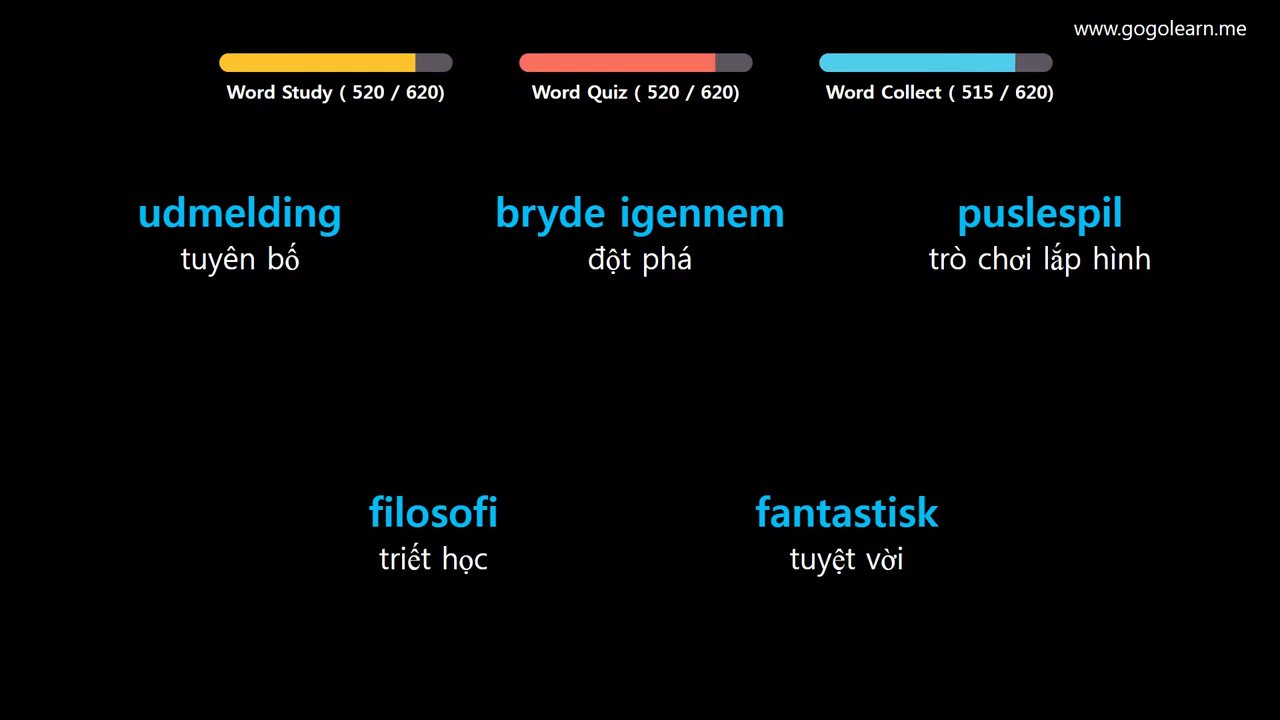 www.gogolearn.me
Word Study ( 520 / 620)
Word Quiz ( 520 / 620)
Word Collect ( 515 / 620)
udmelding
tuyên bố
bryde igennem
đột phá
puslespil
trò chơi lắp hình
filosofi
triết học
fantastisk
tuyệt vời